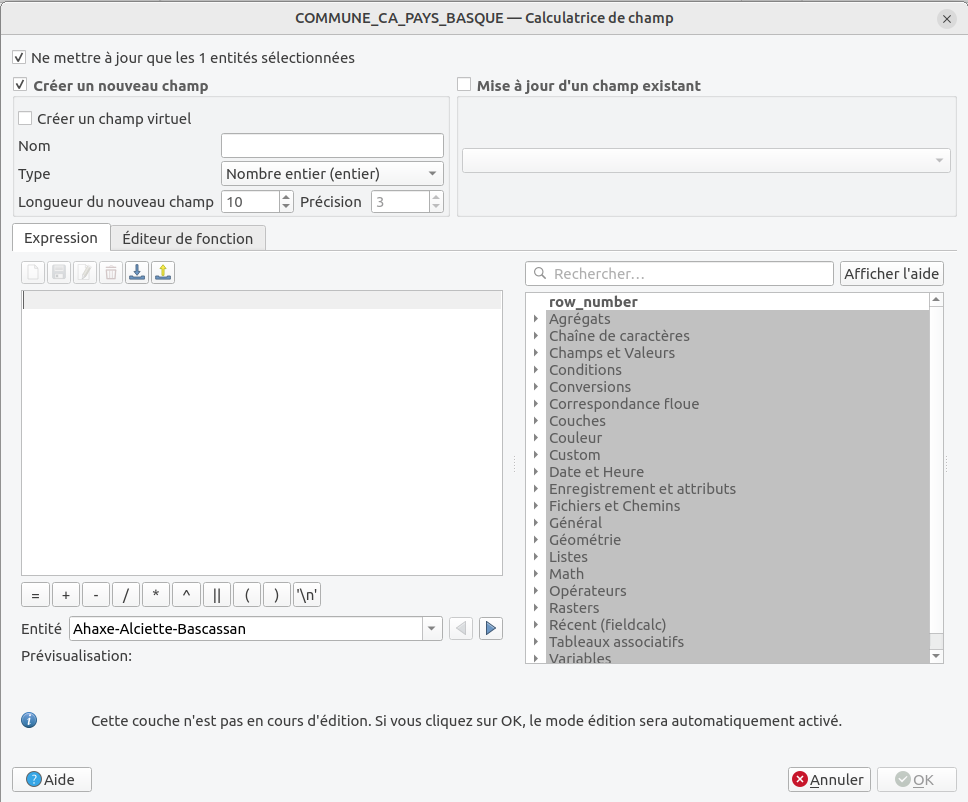 COMMUNE_CA_PAYS_BASQUE — Calculatrice de champ
Ne mettre à jour que les 1 entités sélectionnées
Créer un nouveau champ
Mise à jour d'un champ existant
Créer un champ virtuel
Nom
Type Nombre entier (entier)
Longueur du nouveau champ 10 Précision 3
Expression Éditeur de fonction
Rechercher… Afficher l'aide
row_number
Agrégats
Chaîne de caractères
Champs et Valeurs
Conditions
Conversions
Correspondance floue
Couches
Couleur
Custom
Date et Heure
Enregistrement et attributs
Fichiers et Chemins
Général
Géométrie
Listes
Math
Opérateurs
Rasters
Récent (fieldcalc)
Tableaux associatifs
Variables
= + - / * ^ || ( ) '\n'
Entité Ahaxe-Alciette-Bascassan
Prévisualisation:
Cette couche n'est pas en cours d'édition. Si vous cliquez sur OK, le mode édition sera automatiquement activé.
Aide Annuler OK